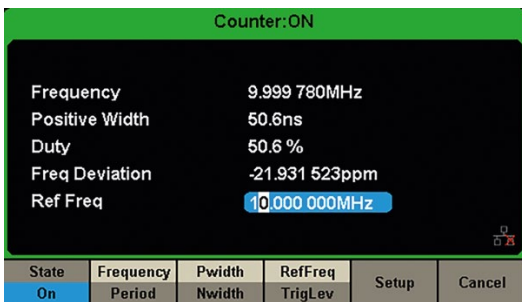 Counter:ON
Frequency 9.999 780MHz
Positive Width 50.6ns
Duty 50.6 %
Freq Deviation -21.931 523ppm
Ref Freq 10.000 000MHz
State Frequency Pwidth RefFreq Setup Cancel
On Period Nwidth TrigLev